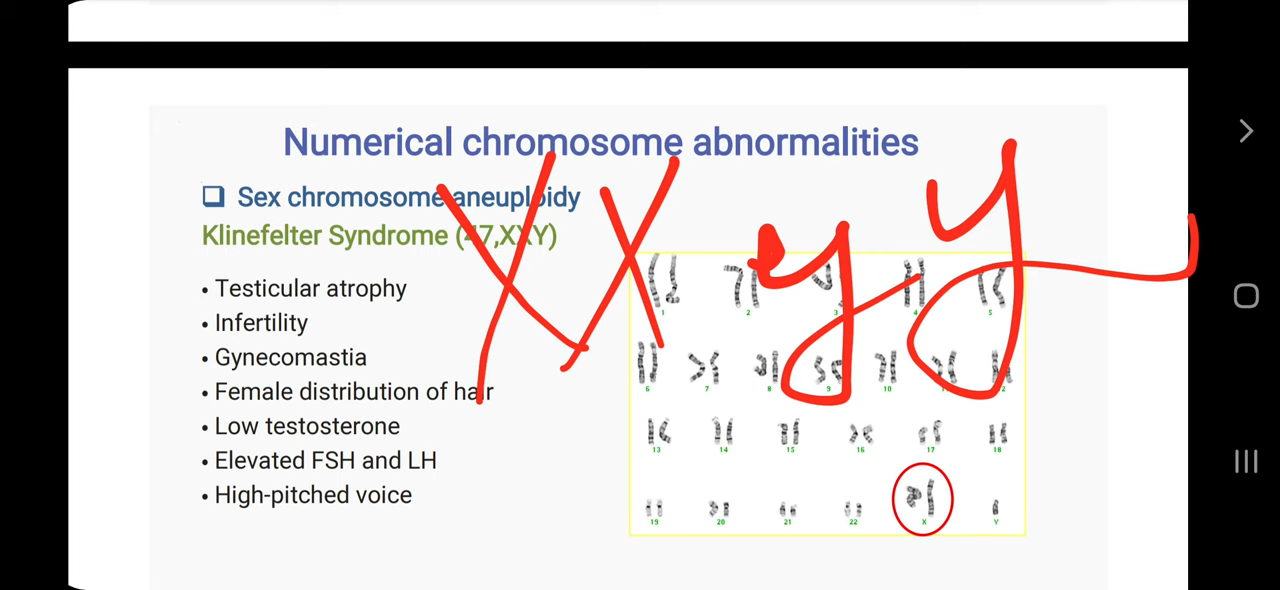 Numerical chromosome abnormalities
Sex chromosome aneuploidy
Klinefelter Syndrome (47,XXY)
XXyy
• Testicular atrophy
• Infertility
• Gynecomastia
• Female distribution of hair
• Low testosterone
• Elevated FSH and LH
• High-pitched voice
1 2 3 4 5
6 7 8 9 10 2
13 14 15 16 17 18
19 20 21 22 X Y